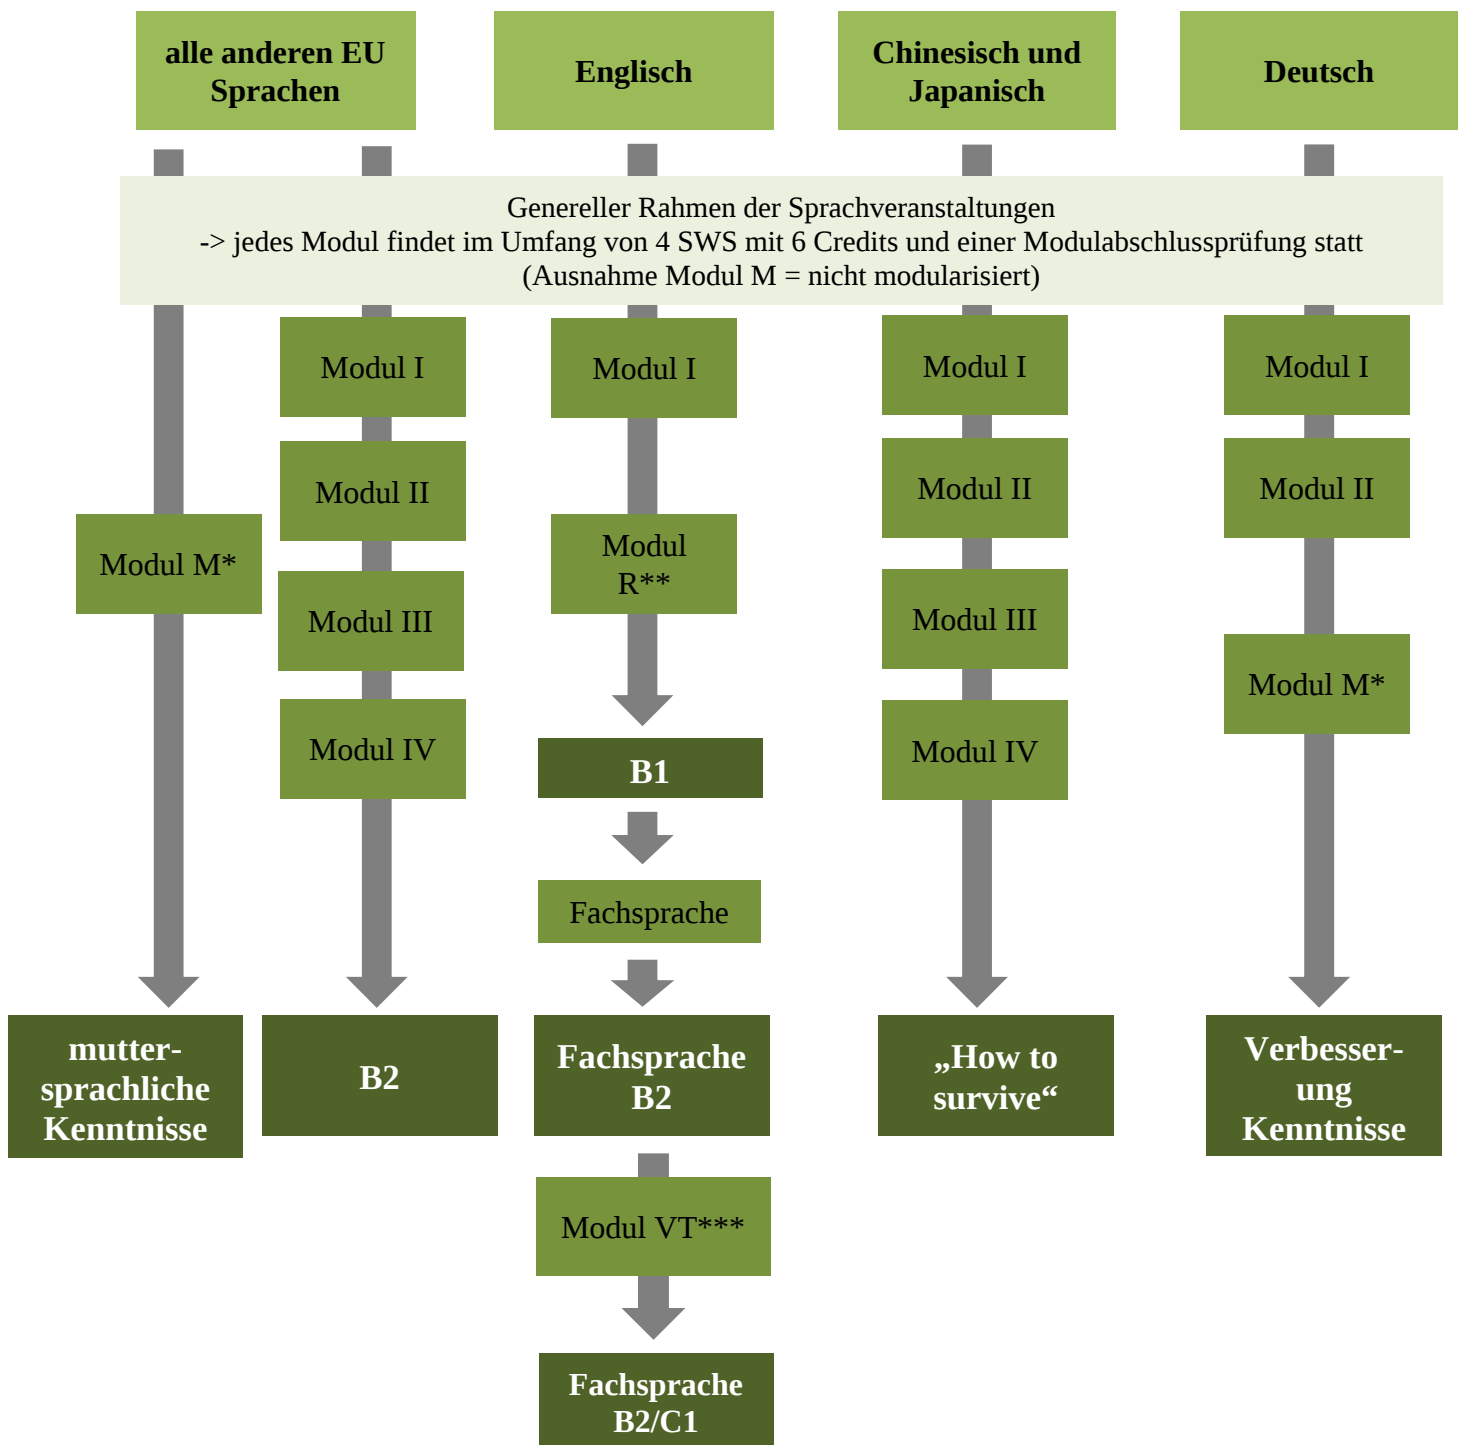 alle anderen EU
Sprachen
Englisch
Chinesisch und
Japanisch
Deutsch
Genereller Rahmen der Sprachveranstaltungen
-> jedes Modul findet im Umfang von 4 SWS mit 6 Credits und einer Modulabschlussprüfung statt
(Ausnahme Modul M = nicht modularisiert)
Modul M*
Modul I
Modul II
Modul III
Modul IV
Modul I
Modul
R**
B1
Fachsprache
Modul I
Modul II
Modul III
Modul IV
Modul I
Modul II
Modul M*
mutter-
sprachliche
Kenntnisse
B2
Fachsprache
B2
„How to
survive“
Verbesser-
ung
Kenntnisse
Modul VT***
Fachsprache
B2/C1